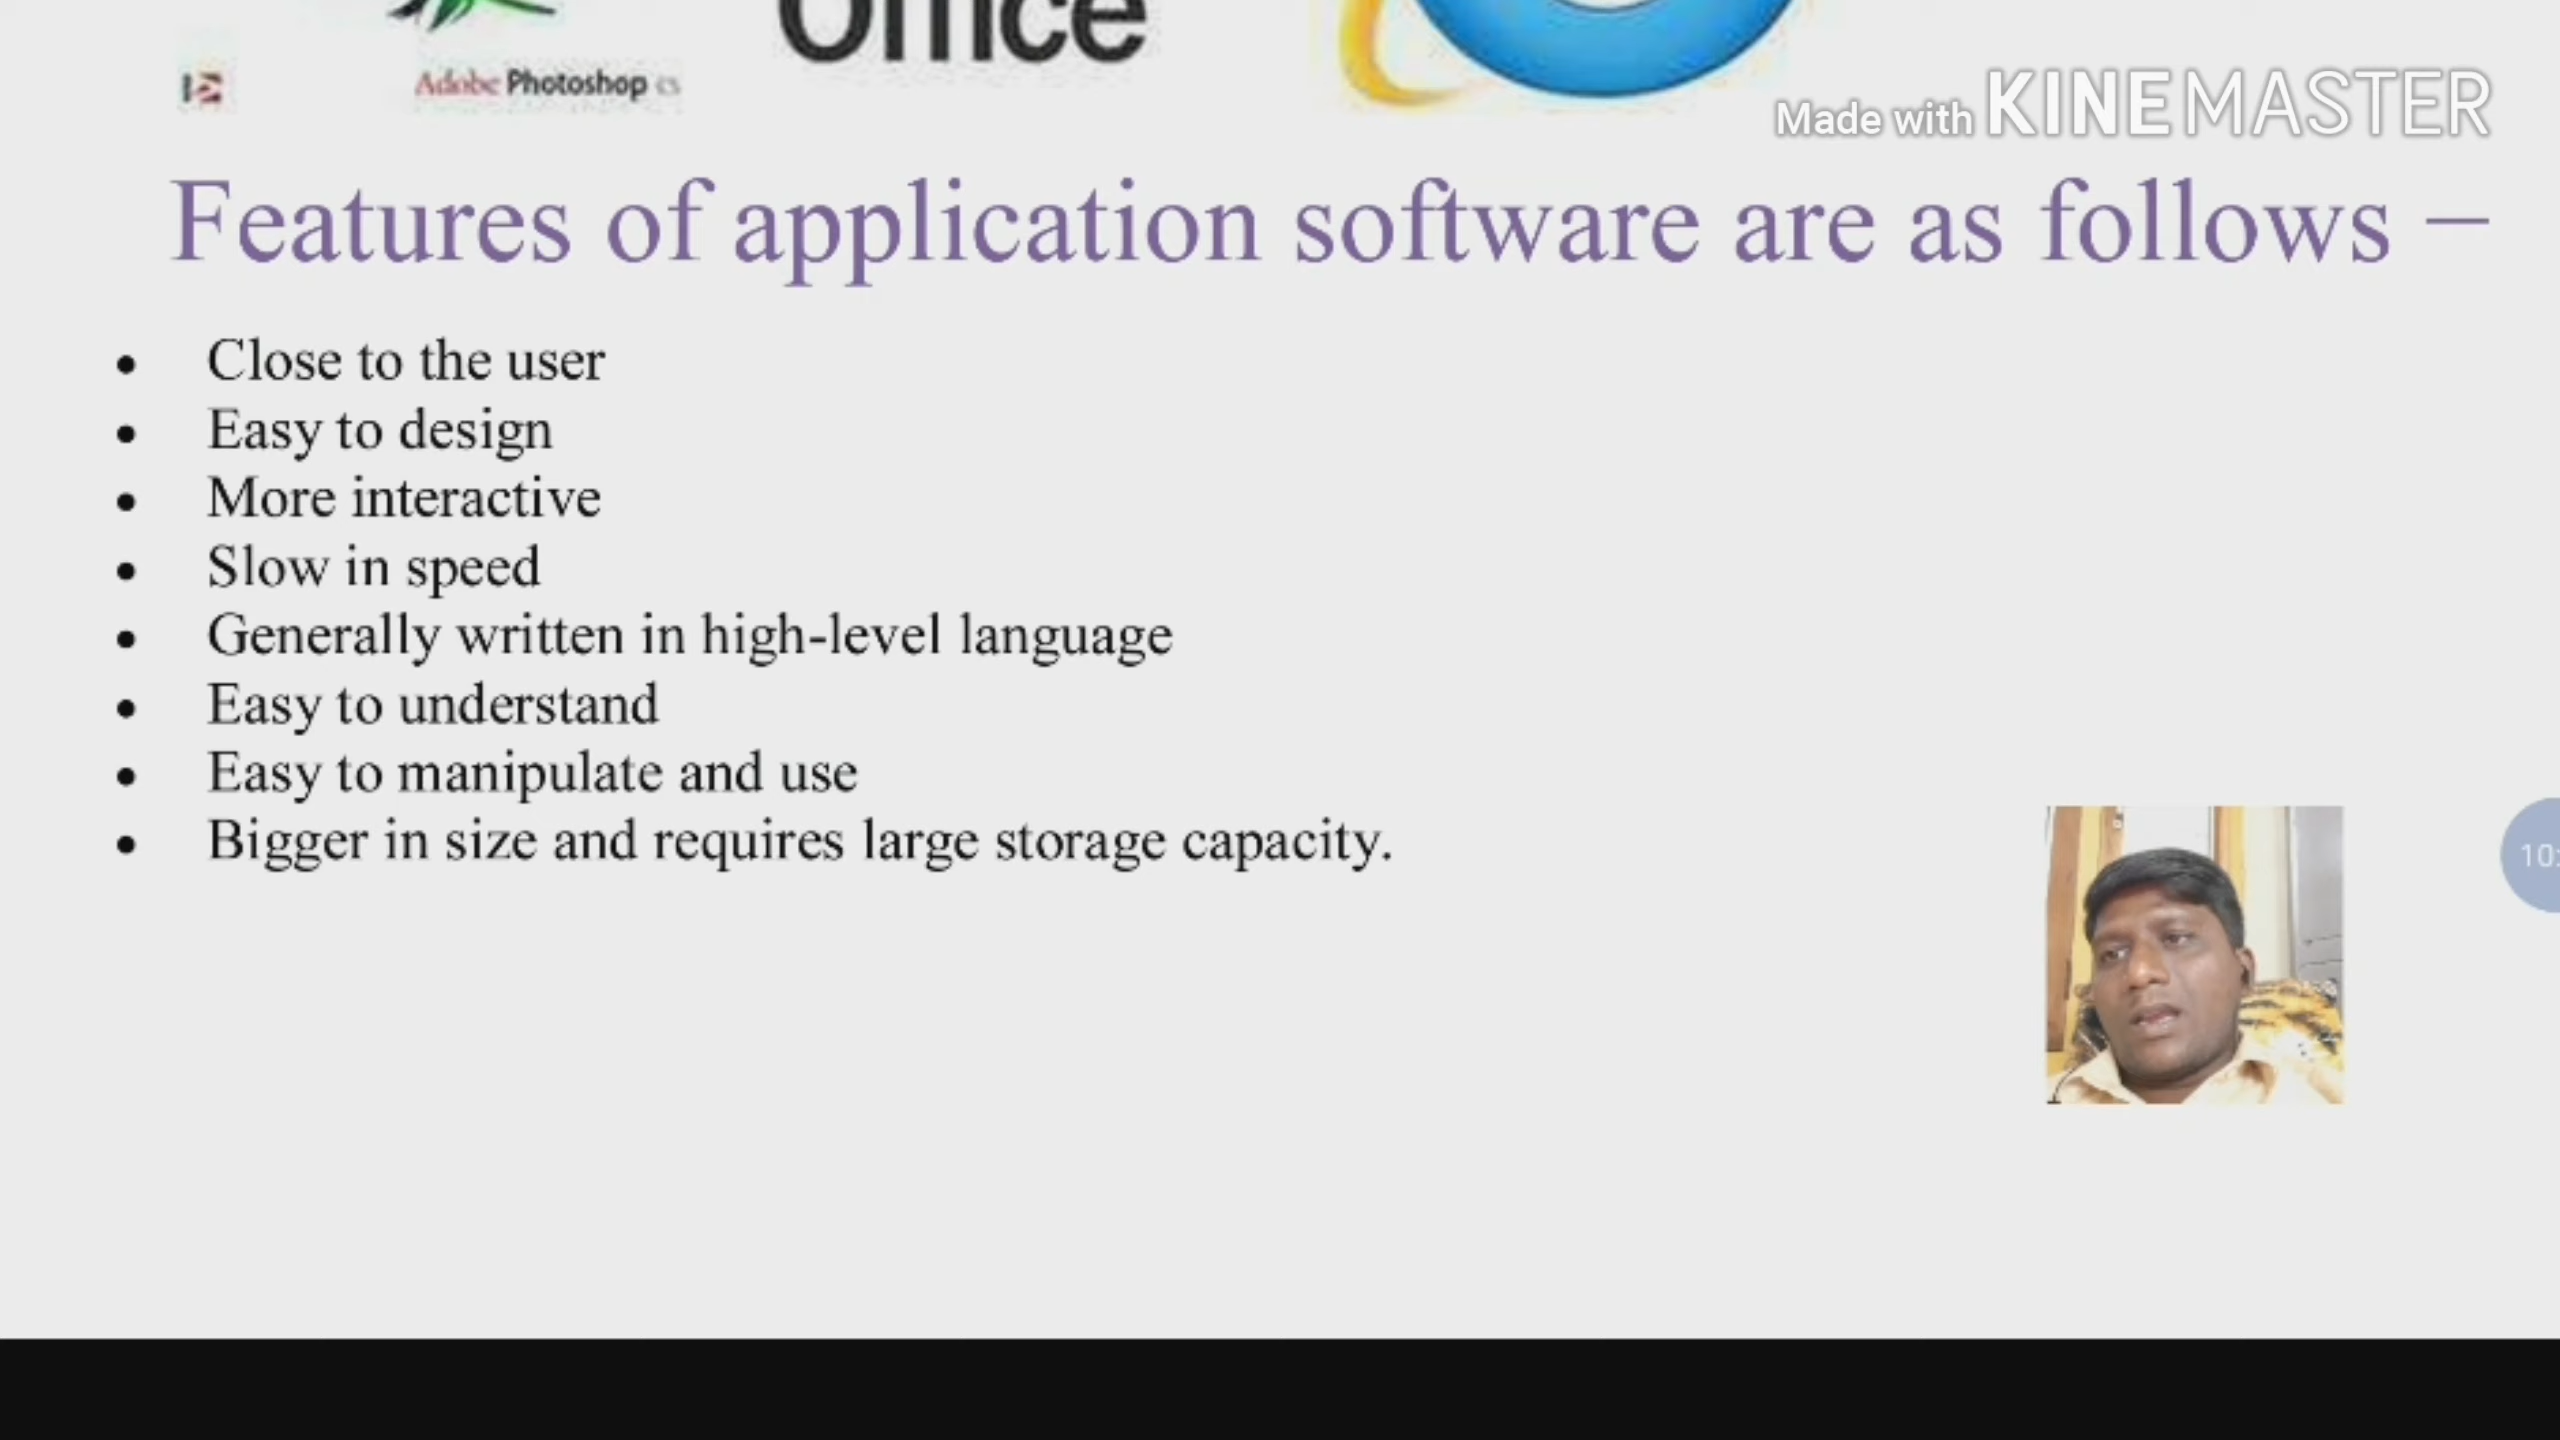 Office
Adobe Photoshop cs
Made with KINEMASTER
Features of application software are as follows –
• Close to the user
• Easy to design
• More interactive
• Slow in speed
• Generally written in high-level language
• Easy to understand
• Easy to manipulate and use
• Bigger in size and requires large storage capacity.
10: